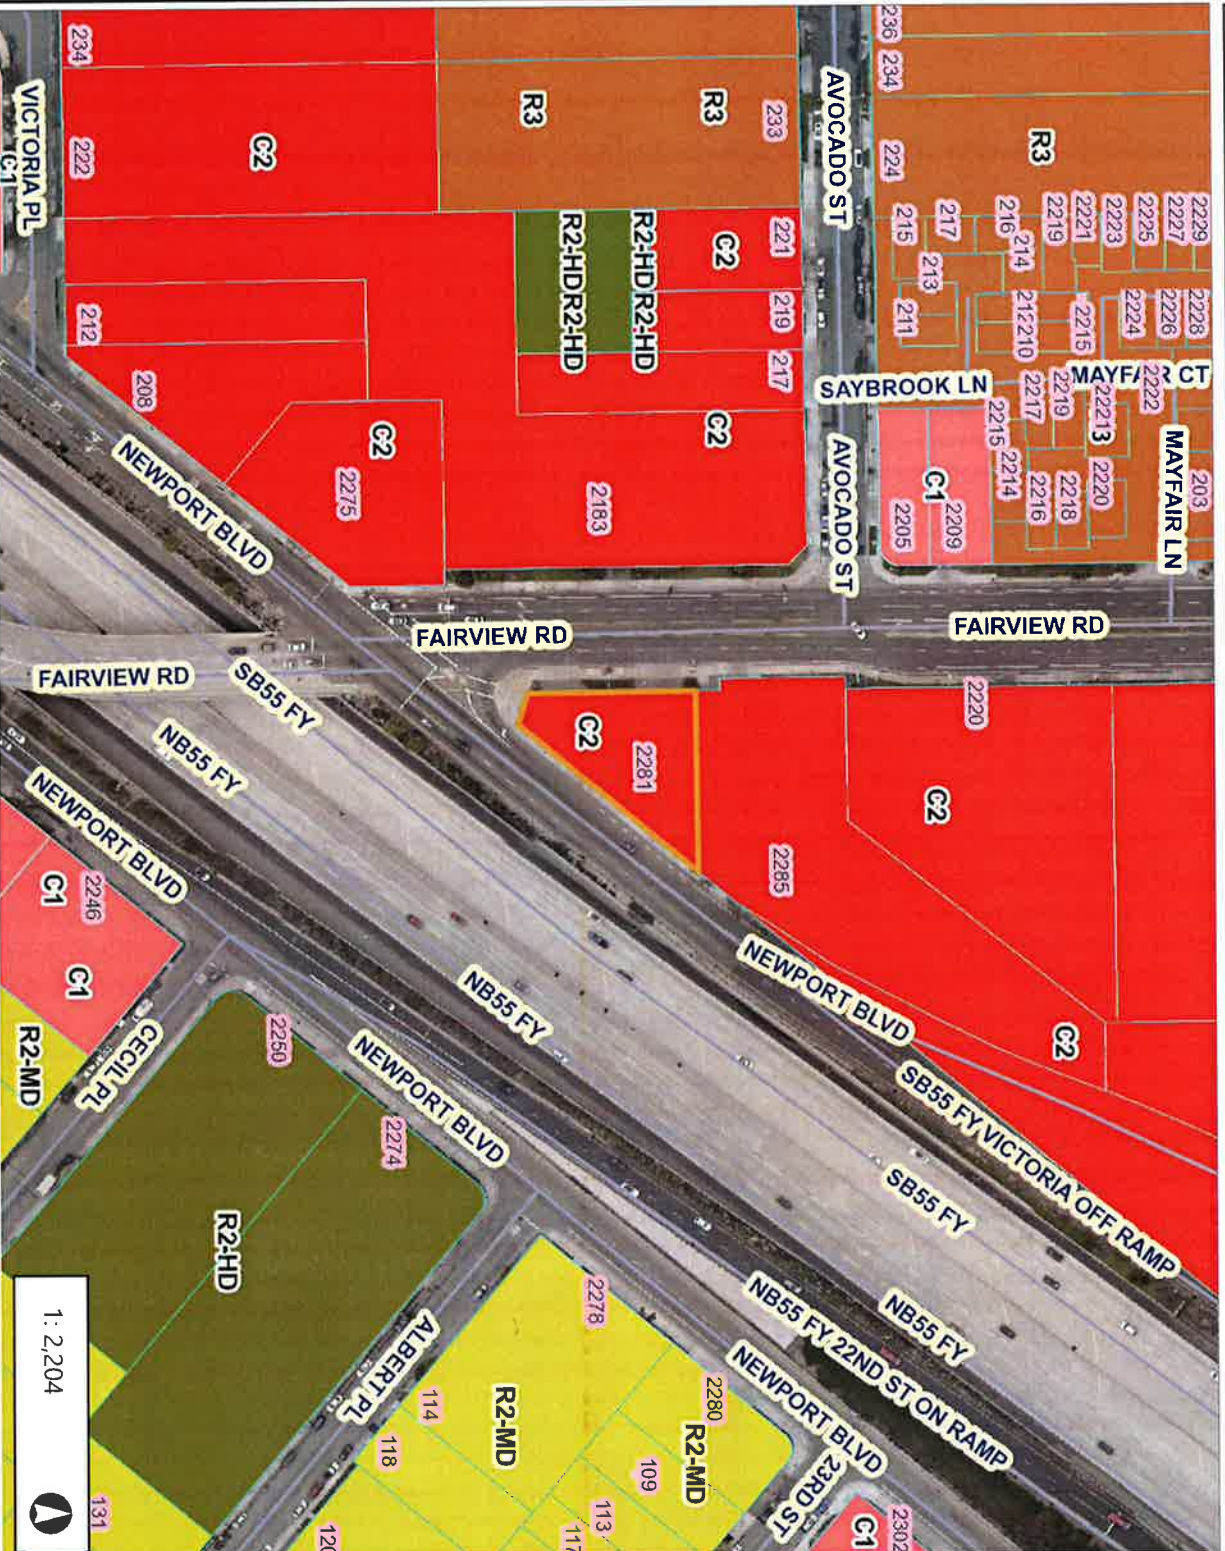 236
234
224
R3
AVOCADO ST
234
222
C2
R3
R3
233
VICTORIA PL
C1
215
217
216
214
2219
2221
2223
2225
2227
2229
213
211
212
2210
2215
2224
2226
2228
221
C2
219
217
R2-HD
R2-HD
R2-HD
R2-HD
212
208
SAYBROOK LN
MAYFAIR CT
2222
2217
2219
2213
2215
2214
2216
2218
2220
203
MAYFAIR LN
C1
2205
2209
AVOCADO ST
C2
C2
2275
2183
NEWPORT BLVD
FAIRVIEW RD
FAIRVIEW RD
FAIRVIEW RD
SB55 FY
NB55 FY
C2
2281
2220
C2
2285
NEWPORT BLVD
2246
C1
C1
R2-MD
CECIL PL
NB55 FY
NEWPORT BLVD
C2
SB55 FY VICTORIA OFF RAMP
SB55 FY
2250
NEWPORT BLVD
2274
R2-HD
2278
NB55 FY
NB55 FY 22ND ST ON RAMP
NEWPORT BLVD
ALBERT PL
114
118
R2-MD
2280
R2-MD
109
113
117
120
131
23RD ST
C1
2302
1: 2,204